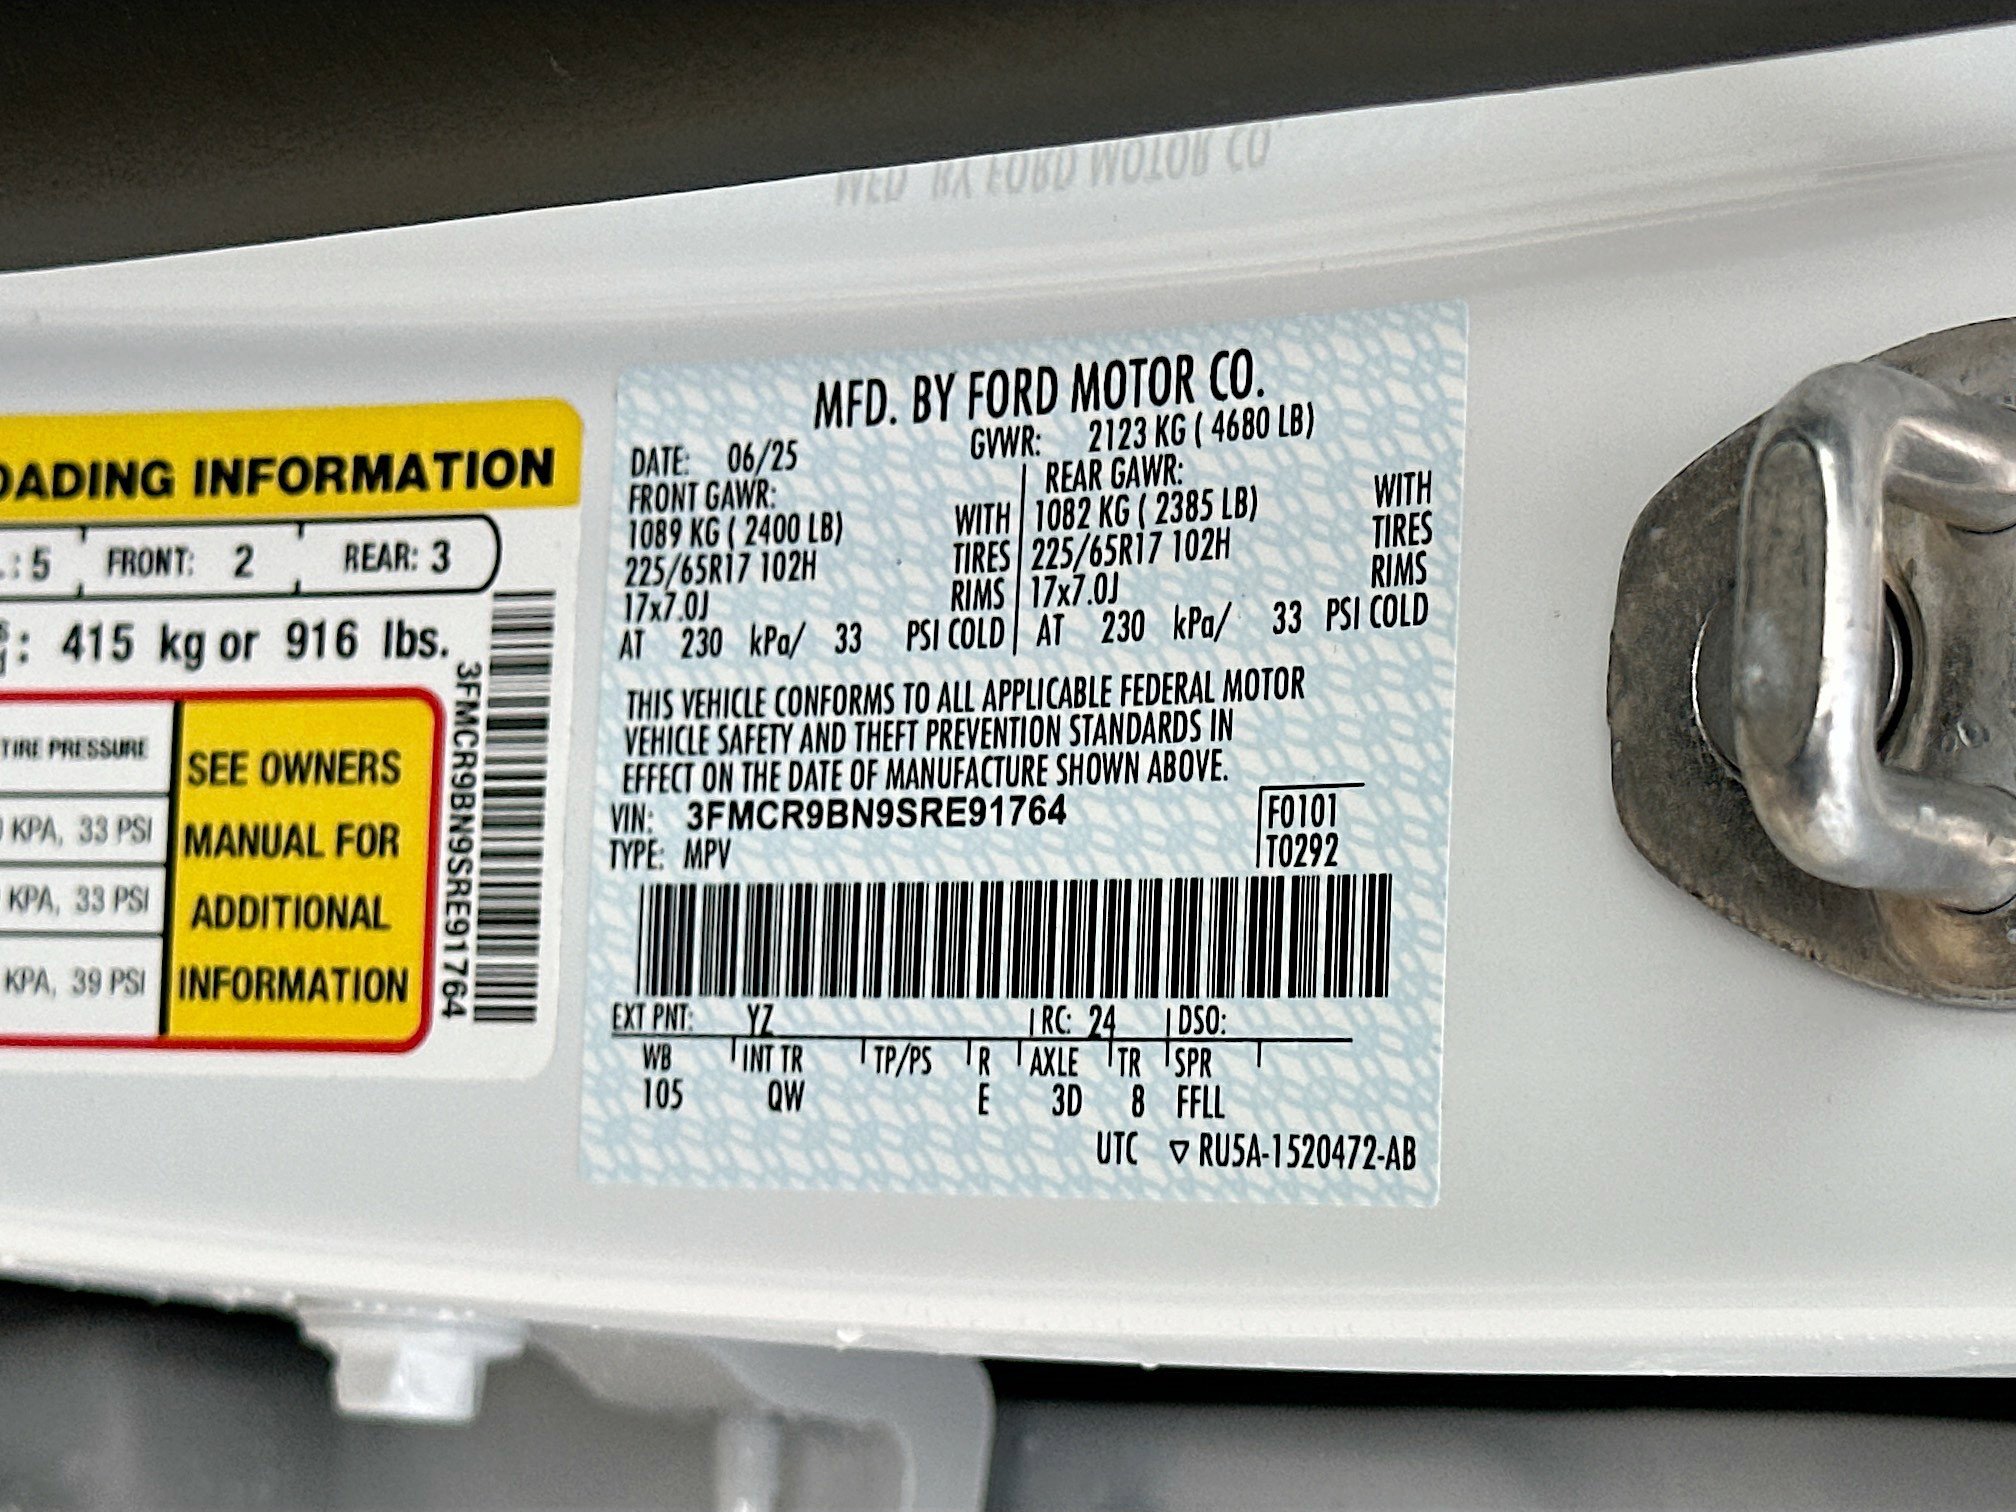 OADING INFORMATION
.: 5 FRONT: 2 REAR: 3
: 415 kg or 916 lbs.
TIRE PRESSURE
KPA, 33 PSI
KPA, 33 PSI
KPA, 39 PSI
SEE OWNERS
MANUAL FOR
ADDITIONAL
INFORMATION
3FMCR9BN9SRE91764
MFD. BY FORD MOTOR CO.
DATE: 06/25 GVWR: 2123 KG ( 4680 LB)
FRONT GAWR: REAR GAWR:
1089 KG ( 2400 LB) WITH 1082 KG ( 2385 LB) WITH
225/65R17 102H TIRES 225/65R17 102H TIRES
17x7.0J RIMS 17x7.0J RIMS
AT 230 kPa/ 33 PSI COLD AT 230 kPa/ 33 PSI COLD
THIS VEHICLE CONFORMS TO ALL APPLICABLE FEDERAL MOTOR
VEHICLE SAFETY AND THEFT PREVENTION STANDARDS IN
EFFECT ON THE DATE OF MANUFACTURE SHOWN ABOVE.
VIN: 3FMCR9BN9SRE91764 F0101
TYPE: MPV T0292
EXT PNT: YZ RC: 24 DSO:
WB INT TR TP/PS R AXLE TR SPR
105 QW E 3D 8 FFLL
UTC ▽ RU5A-1520472-AB